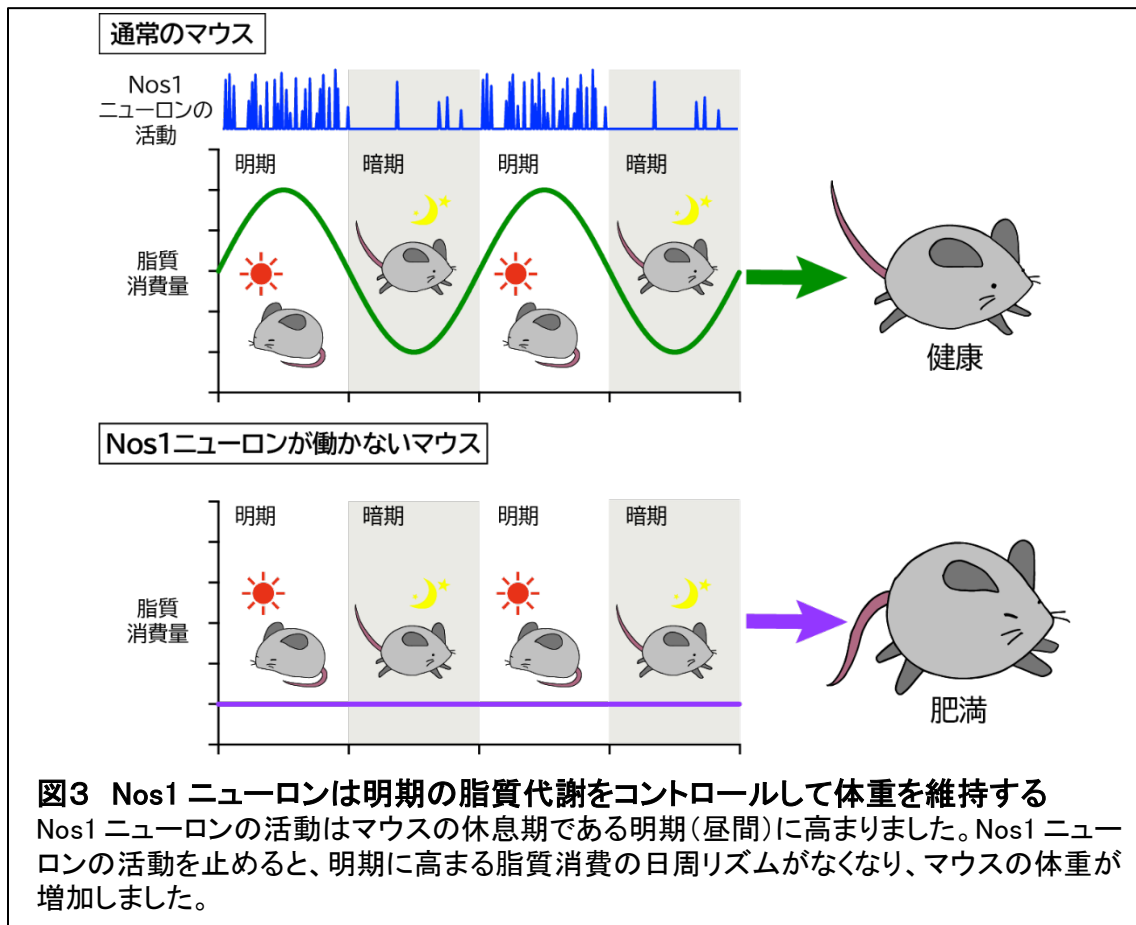 通常のマウス
Nos1
ニューロンの
活動
明期
暗期
明期
暗期
脂質
消費量
健康
Nos1ニューロンが働かないマウス
明期
暗期
明期
暗期
脂質
消費量
肥満
図3 Nos1 ニューロンは明期の脂質代謝をコントロールして体重を維持する
Nos1 ニューロンの活動はマウスの休息期である明期(昼間)に高まりました。Nos1 ニュー
ロンの活動を止めると、明期に高まる脂質消費の日周リズムがなくなり、マウスの体重が
増加しました。